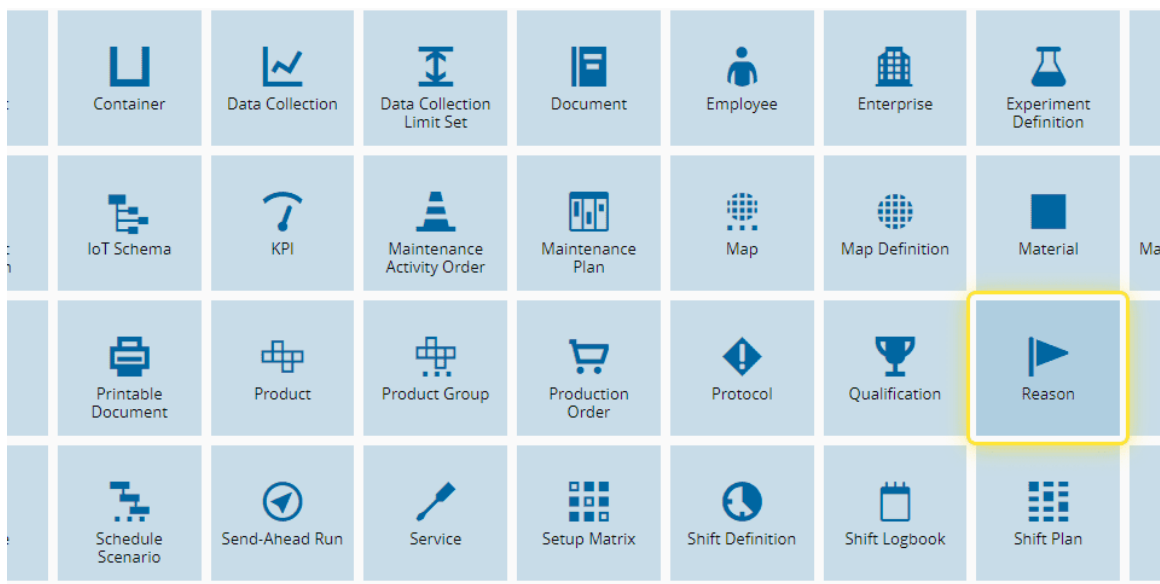 Container
Data Collection
Data Collection
Limit Set
Document
Employee
Enterprise
Experiment
Definition
IoT Schema
KPI
Maintenance
Activity Order
Maintenance
Plan
Map
Map Definition
Material
Ma
Printable
Document
Product
Product Group
Production
Order
Protocol
Qualification
Reason
Schedule
Scenario
Send-Ahead Run
Service
Setup Matrix
Shift Definition
Shift Logbook
Shift Plan